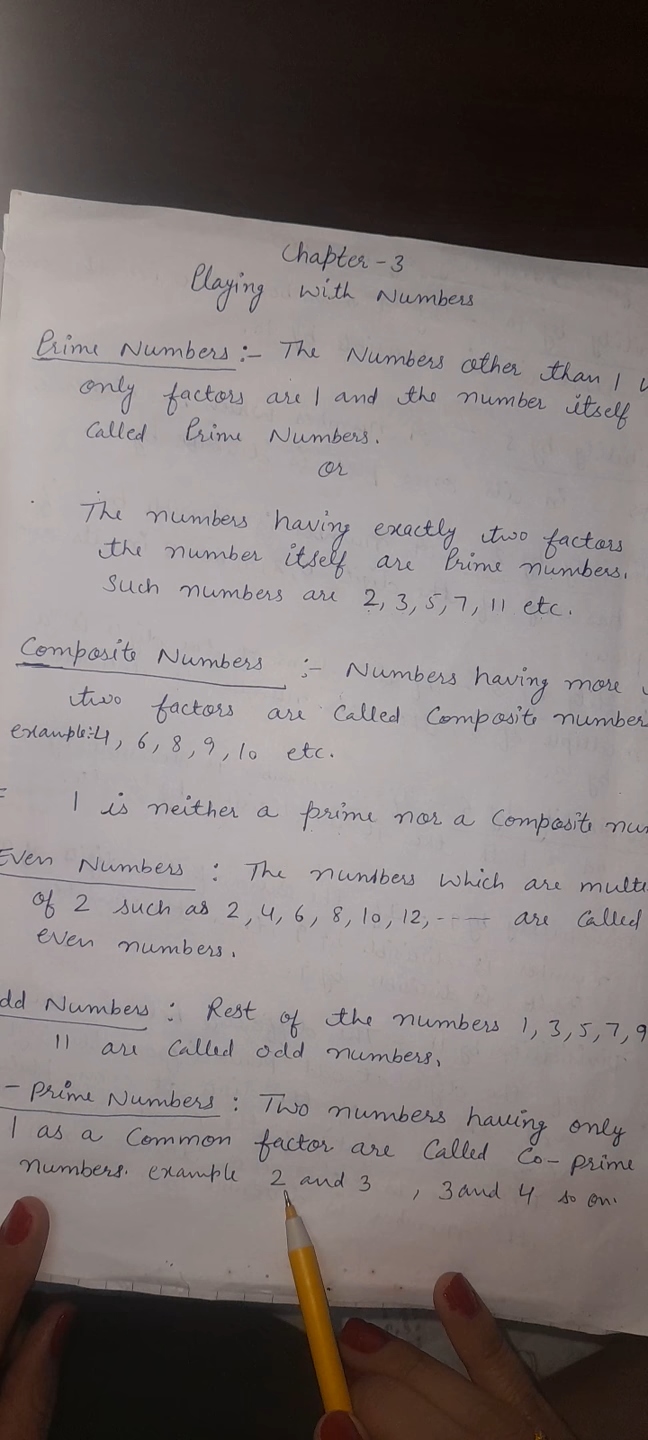 Chapter - 3
Playing with Numbers
Prime Numbers :- The Numbers other than 1
only factors are 1 and the number itself
Called Prime Numbers.
or
The numbers having exactly two factors
the number itself are Prime numbers.
Such numbers are 2, 3, 5, 7, 11 etc.
Composite Numbers :- Numbers having more
two factors are Called Composite number
example:- 4, 6, 8, 9, 10 etc.
1 is neither a prime nor a Composite nu
Even Numbers : The numbers which are multi
of 2 such as 2, 4, 6, 8, 10, 12, ---- are Called
even numbers.
dd Numbers : Rest of the numbers 1, 3, 5, 7, 9
11 are Called odd numbers,
- Prime Numbers : Two numbers having only
1 as a Common factor are Called Co-prime
numbers. example 2 and 3 , 3 and 4 so on.